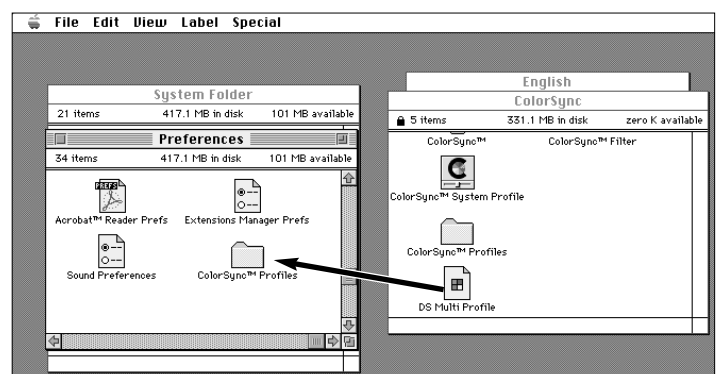 File Edit View Label Special
System Folder
21 items 417.1 MB in disk 101 MB available
Preferences
34 items 417.1 MB in disk 101 MB available
PREFS
Acrobat™ Reader Prefs Extensions Manager Prefs
Sound Preferences ColorSync™ Profiles
English
ColorSync
5 items 331.1 MB in disk zero K available
ColorSync™ ColorSync™ Filter
ColorSync™ System Profile
ColorSync™ Profiles
DS Multi Profile